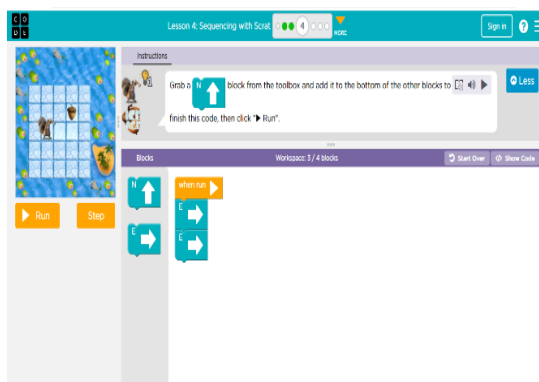 C O
D E
Lesson 4: Sequencing with Scrat
4
MORE
Sign in
?
Instructions
Grab a N block from the toolbox and add it to the bottom of the other blocks to
finish this code, then click "▶ Run".
Less
Blocks
Workspace: 3 / 4 blocks
Start Over
Show Code
Run
Step
N
E
when run
E
E